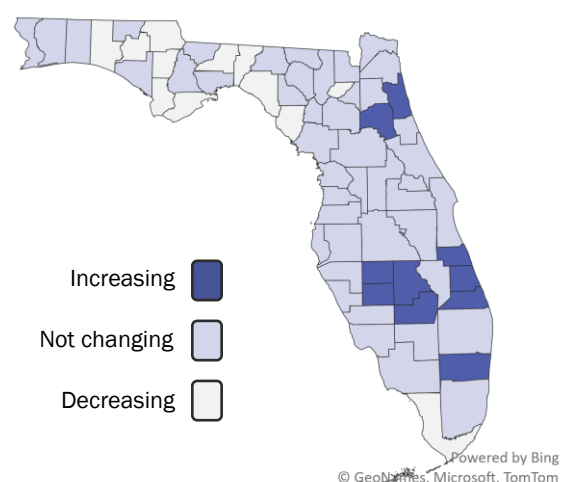 Increasing
Not changing
Decreasing
Powered by Bing
© GeoNames, Microsoft, TomTom